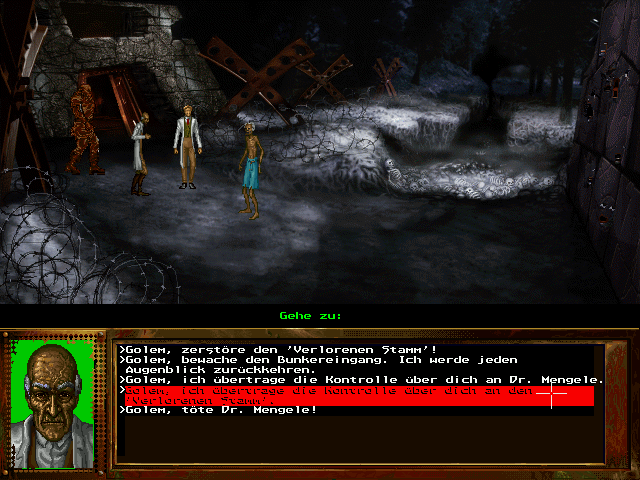 Gehe zu:
>Golem, zerstöre den 'Verlorenen Stamm'!
>Golem, bewache den Bunkereingang. Ich werde jeden
Augenblick zurückkehren.
>Golem, ich übertrage die Kontrolle über dich an Dr. Mengele.
>Golem, ich übertrage die Kontrolle über dich an den
'Verlorenen Stamm'.
>Golem, töte Dr. Mengele!